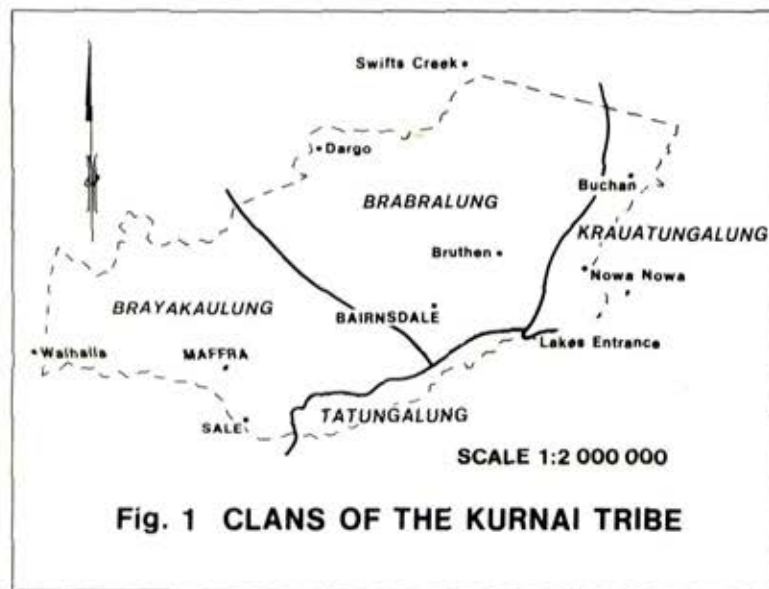 Swifts Creek
Dargo
BRABRALUNG
Buchan
KRAUATUNGALUNG
Bruthen
Nowa Nowa
BRAYAKAULUNG
BAIRNSDALE
Walhalla
MAFFRA
Lakes Entrance
SALE
TATUNGALUNG
SCALE 1:2 000 000
Fig. 1 CLANS OF THE KURNAI TRIBE